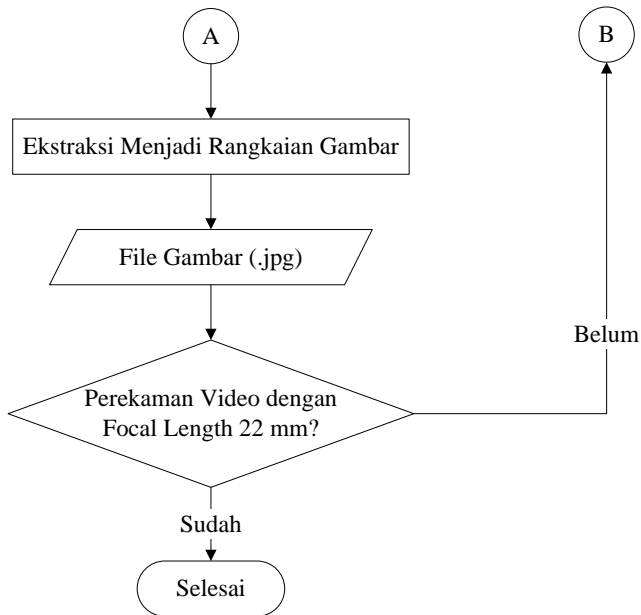 A
B
Ekstraksi Menjadi Rangkaian Gambar
File Gambar (.jpg)
Belum
Perekaman Video dengan
Focal Length 22 mm?
Sudah
Selesai